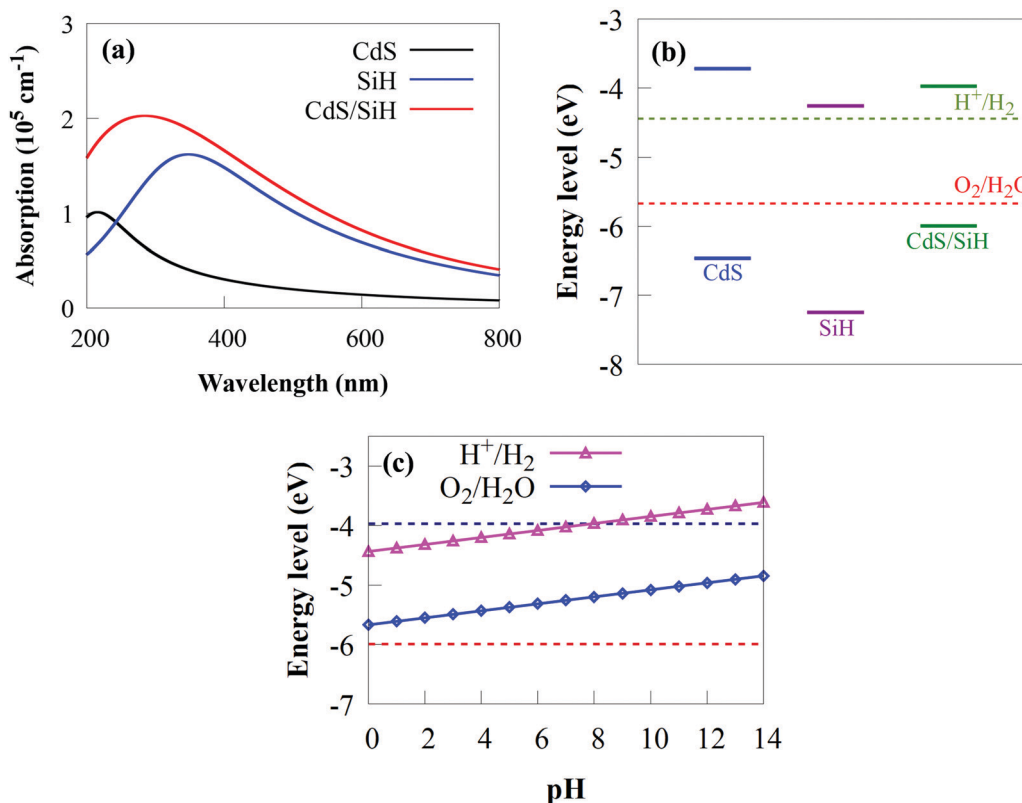 (a)
CdS
SiH
CdS/SiH
3
2
1
0
Absorption (10⁵ cm⁻¹)
200
400
600
800
Wavelength (nm)
(b)
-3
-4
-5
-6
-7
-8
Energy level (eV)
H⁺/H₂
O₂/H₂O
CdS/SiH
CdS
SiH
(c)
H⁺/H₂
O₂/H₂O
-3
-4
-5
-6
-7
Energy level (eV)
0
2
4
6
8
10
12
14
pH